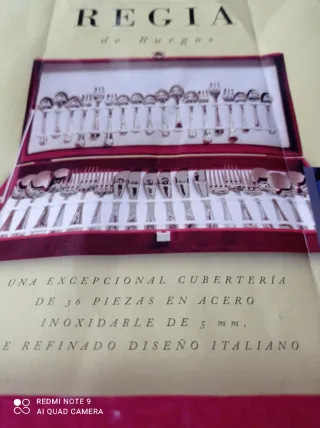 REGIA
de Burgos
UNA EXCEPCIONAL CUBERTERÍA
DE 36 PIEZAS EN ACERO
INOXIDABLE DE 5 mm,
E REFINADO DISEÑO ITALIANO
REDMI NOTE 9
AI QUAD CAMERA